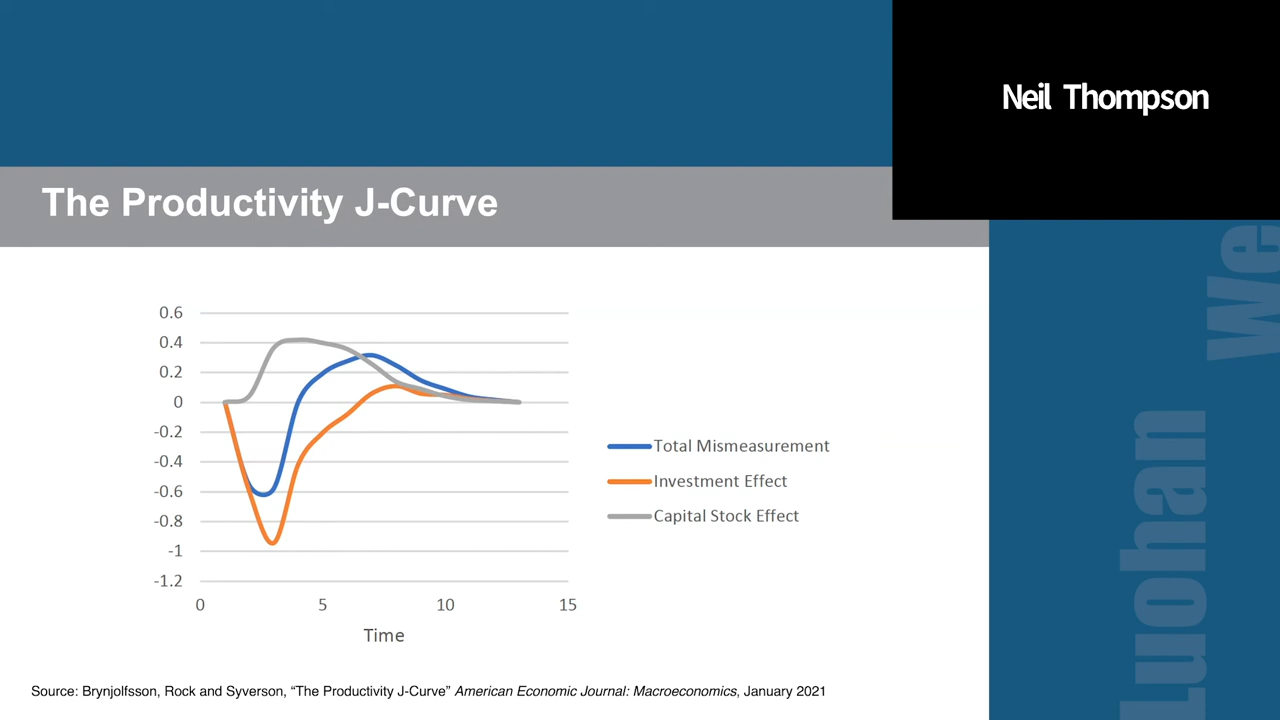 Neil Thompson
The Productivity J-Curve
0.6
0.4
0.2
0
-0.2
-0.4
-0.6
-0.8
-1
-1.2
0 5 10 15
Time
Total Mismeasurement
Investment Effect
Capital Stock Effect
Source: Brynjolfsson, Rock and Syverson, “The Productivity J-Curve” American Economic Journal: Macroeconomics, January 2021
Luohan
We